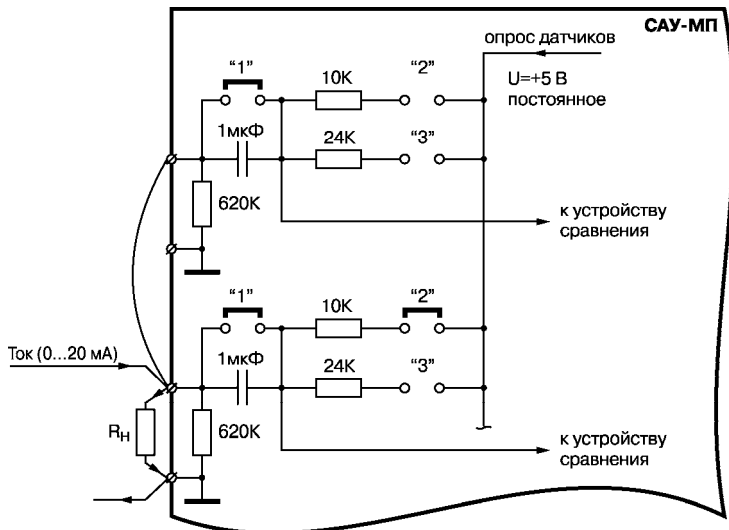 САУ-МП
опрос датчиков
U=+5 В
постоянное
“1”
10К
“2”
1мкФ
24К
“3”
620К
к устройству
сравнения
“1”
10К
“2”
Ток (0...20 мА)
1мкФ
24К
“3”
RН
620К
к устройству
сравнения